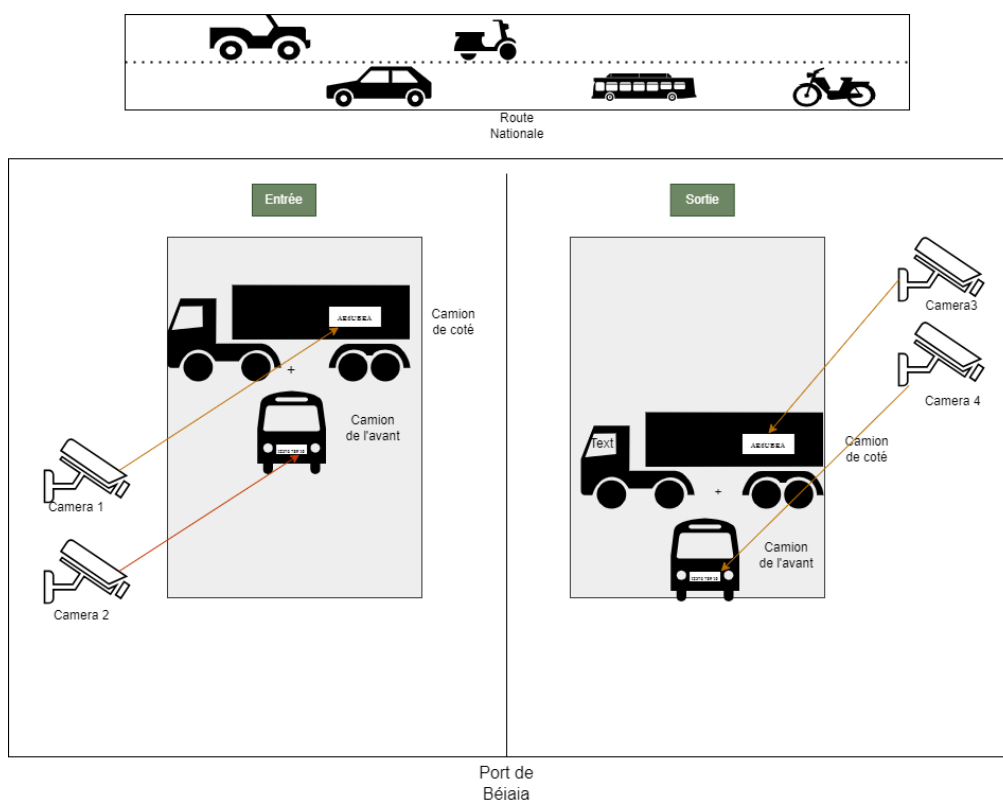 Route
Nationale
Entrée
Sortie
Camion
de coté
Camera3
+
Camion
de l'avant
Camera 4
Text
Camion
de coté
Camera 1
+
Camion
de l'avant
Camera 2
Port de
Béjaia